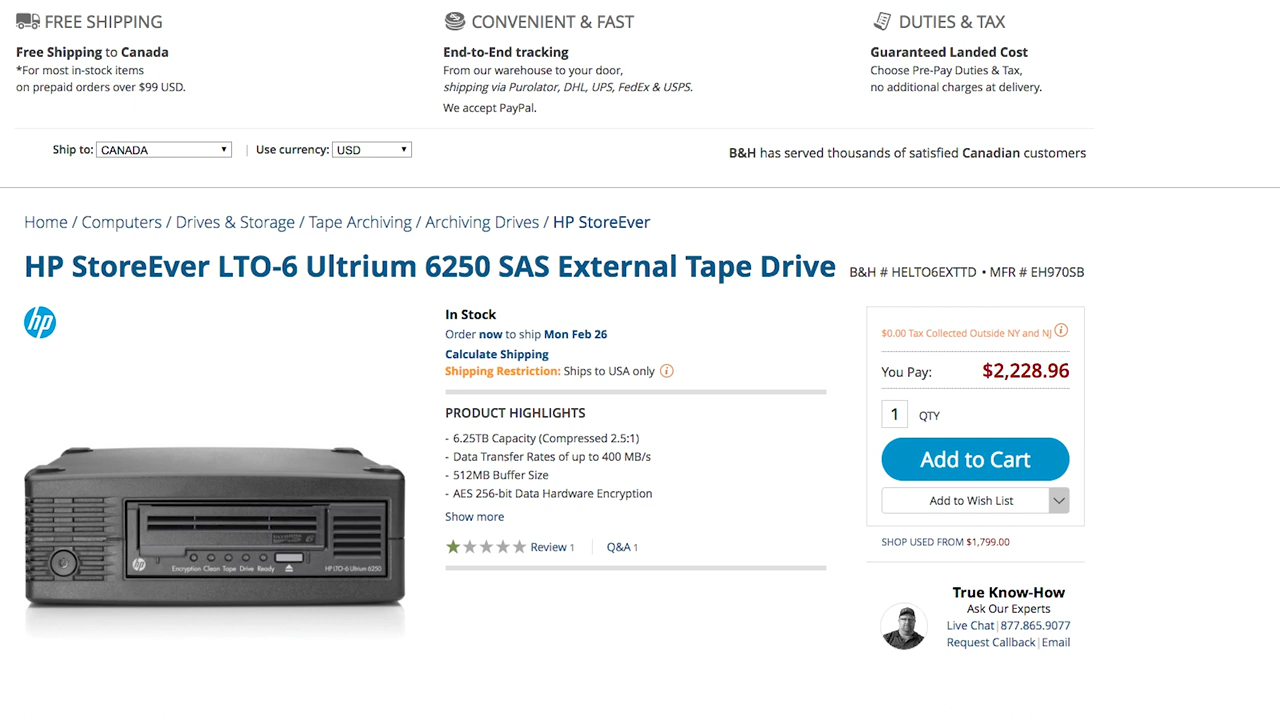 FREE SHIPPING
Free Shipping to Canada
*For most in-stock items
on prepaid orders over $99 USD.
CONVENIENT & FAST
End-to-End tracking
From our warehouse to your door,
shipping via Purolator, DHL, UPS, FedEx & USPS.
We accept PayPal.
DUTIES & TAX
Guaranteed Landed Cost
Choose Pre-Pay Duties & Tax,
no additional charges at delivery.
Ship to: CANADA | Use currency: USD
B&H has served thousands of satisfied Canadian customers
Home / Computers / Drives & Storage / Tape Archiving / Archiving Drives / HP StoreEver
HP StoreEver LTO-6 Ultrium 6250 SAS External Tape Drive
B&H # HELTO6EXTTD • MFR # EH970SB
hp
hp
Encryption Clean Tape Drive Ready
HP LTO-6 Ultrium 6250
In Stock
Order now to ship Mon Feb 26
Calculate Shipping
Shipping Restriction: Ships to USA only
PRODUCT HIGHLIGHTS
- 6.25TB Capacity (Compressed 2.5:1)
- Data Transfer Rates of up to 400 MB/s
- 512MB Buffer Size
- AES 256-bit Data Hardware Encryption
Show more
Review 1
Q&A 1
$0.00 Tax Collected Outside NY and NJ
You Pay: $2,228.96
1 QTY
Add to Cart
Add to Wish List
SHOP USED FROM $1,799.00
True Know-How
Ask Our Experts
Live Chat|877.865.9077
Request Callback|Email